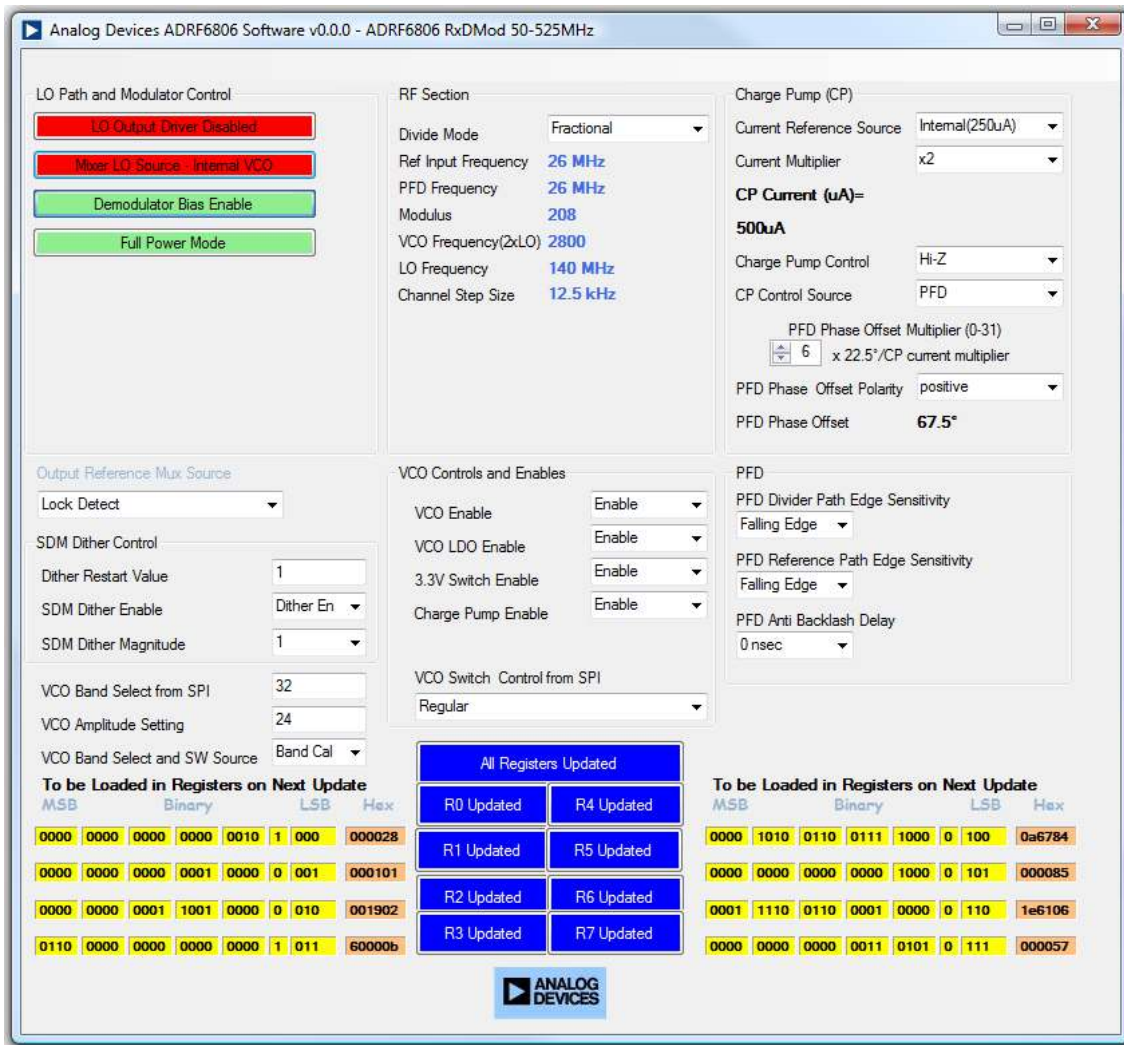 Analog Devices ADRF6806 Software v0.0.0 - ADRF6806 RxDMod 50-525MHz
LO Path and Modulator Control
LO Output Driver Disabled
Mixer LO Source - Internal VCO
Demodulator Bias Enable
Full Power Mode
RF Section
Divide Mode Fractional
Ref Input Frequency 26 MHz
PFD Frequency 26 MHz
Modulus 208
VCO Frequency(2xLO) 2800
LO Frequency 140 MHz
Channel Step Size 12.5 kHz
Charge Pump (CP)
Current Reference Source Internal(250uA)
Current Multiplier x2
CP Current (uA)=
500uA
Charge Pump Control Hi-Z
CP Control Source PFD
PFD Phase Offset Multiplier (0-31)
6 x 22.5°/CP current multiplier
PFD Phase Offset Polarity positive
PFD Phase Offset 67.5°
Output Reference Mux Source
Lock Detect
SDM Dither Control
Dither Restart Value 1
SDM Dither Enable Dither En
SDM Dither Magnitude 1
VCO Band Select from SPI 32
VCO Amplitude Setting 24
VCO Band Select and SW Source Band Cal
VCO Controls and Enables
VCO Enable Enable
VCO LDO Enable Enable
3.3V Switch Enable Enable
Charge Pump Enable Enable
VCO Switch Control from SPI
Regular
PFD
PFD Divider Path Edge Sensitivity
Falling Edge
PFD Reference Path Edge Sensitivity
Falling Edge
PFD Anti Backlash Delay
0 nsec
To be Loaded in Registers on Next Update
MSB Binary LSB Hex
0000 0000 0000 0000 0010 1 000 000028
0000 0000 0000 0001 0000 0 001 000101
0000 0000 0001 1001 0000 0 010 001902
0110 0000 0000 0000 0000 1 011 60000b
All Registers Updated
R0 Updated R4 Updated
R1 Updated R5 Updated
R2 Updated R6 Updated
R3 Updated R7 Updated
To be Loaded in Registers on Next Update
MSB Binary LSB Hex
0000 1010 0110 0111 1000 0 100 0a6784
0000 0000 0000 0000 1000 0 101 000085
0001 1110 0110 0001 0000 0 110 1e6106
0000 0000 0000 0011 0101 0 111 000057
ANALOG
DEVICES